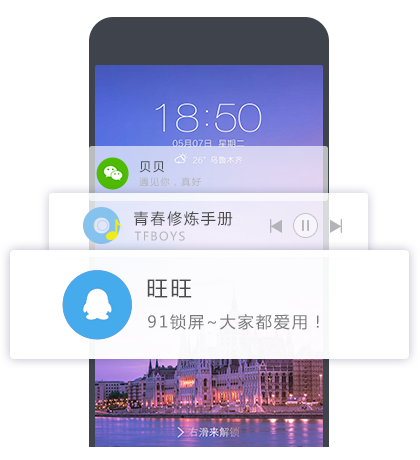 18:50
05月07日 星期二
26° 乌鲁木齐
贝贝
遇见你，真好
青春修炼手册
TFBOYS
旺旺
91锁屏~大家都爱用！
右滑来解锁